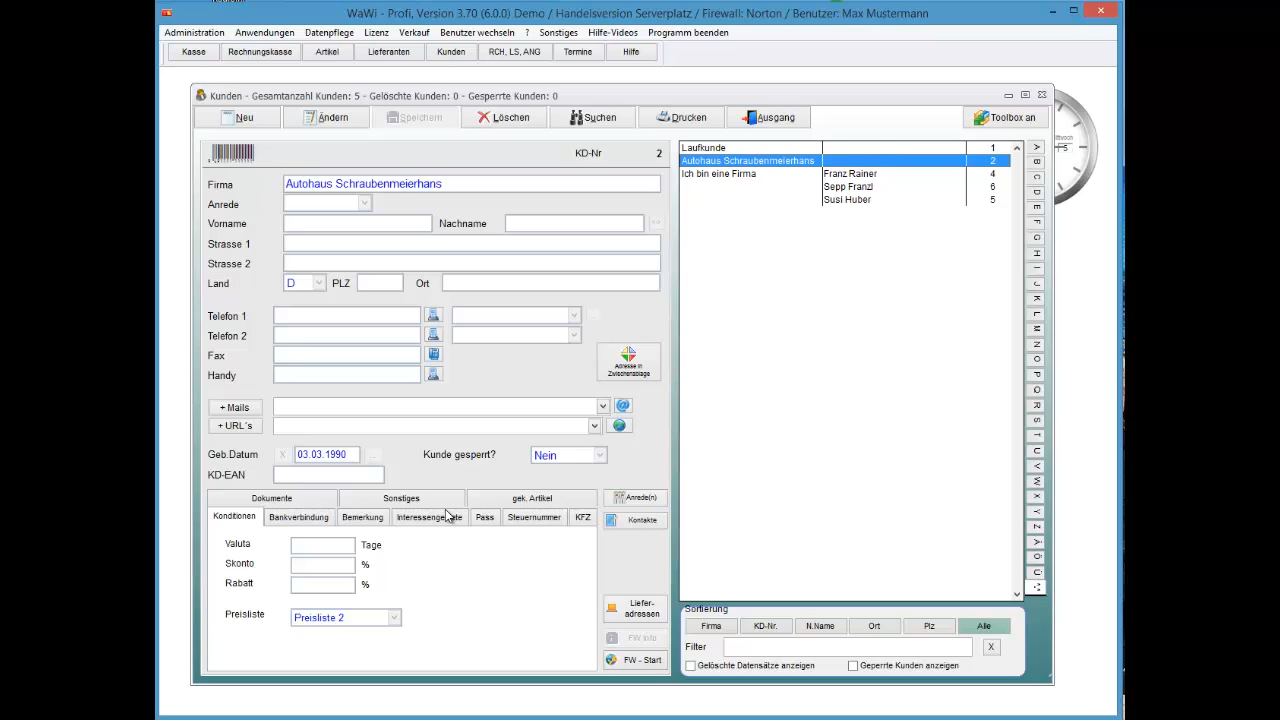 WaWi - Profi, Version 3.70 (6.0.0) Demo / Handelsversion Serverplatz / Firewall: Norton / Benutzer: Max Mustermann
Administration Anwendungen Datenpflege Lizenz Verkauf Benutzer wechseln ? Sonstiges Hilfe-Videos Programm beenden
Kasse Rechnungskasse Artikel Lieferanten Kunden RCH, LS, ANG Termine Hilfe
Kunden - Gesamtanzahl Kunden: 5 - Gelöschte Kunden: 0 - Gesperrte Kunden: 0
Neu Ändern Speichern Löschen Suchen Drucken Ausgang Toolbox an
KD-Nr 2
Firma Autohaus Schraubenmeierhans
Anrede
Vorname Nachname
Strasse 1
Strasse 2
Land D PLZ Ort
Telefon 1
Telefon 2
Fax
Handy
Adresse in
Zwischenablage
+ Mails
+ URL´s
Geb.Datum X 03.03.1990 ... Kunde gesperrt? Nein
KD-EAN
Dokumente Sonstiges gek. Artikel Anrede(n)
Konditionen Bankverbindung Bemerkung Pass Steuernummer KFZ Kontakte
Valuta Tage
Skonto %
Rabatt %
Preisliste Preisliste 2
Liefer-
adressen
FW Info
FW - Start
Laufkunde 1
Autohaus Schraubenmeierhans 2
Ich bin eine Firma Franz Rainer 4
Sepp Franzl 6
Susi Huber 5
A
B
C
D
E
F
G
H
I
J
K
L
M
N
O
P
Q
R
S
T
U
V
W
X
Y
Z
Ä
Ö
Ü
Sortierung
Firma KD-Nr. N.Name Ort Plz Alle
Filter X
Gelöschte Datensätze anzeigen Geperrte Kunden anzeigen